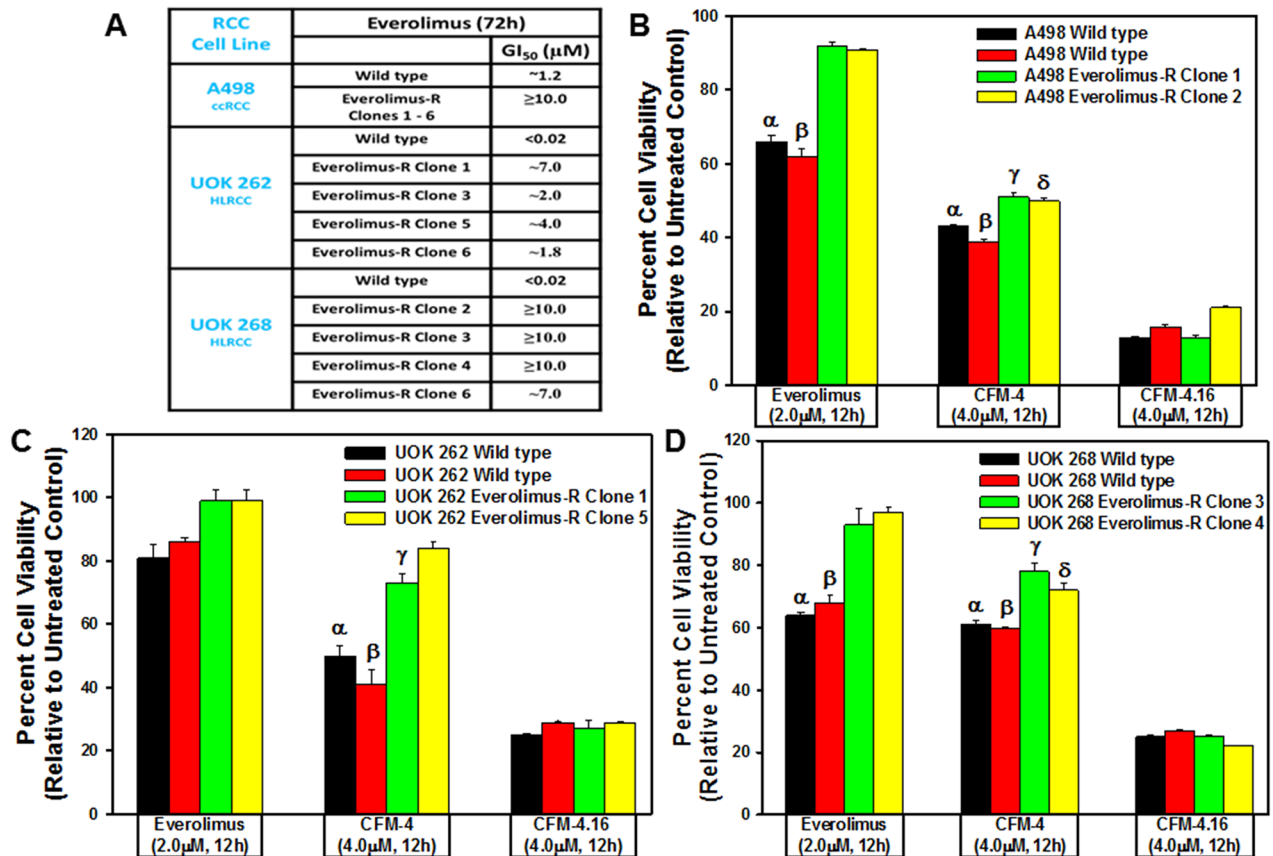 A
RCC
Cell Line
Everolimus (72h)
GI50 (μM)
A498
ccRCC
Wild type
~1.2
Everolimus-R
Clones 1 - 6
≥10.0
UOK 262
HLRCC
Wild type
<0.02
Everolimus-R Clone 1
~7.0
Everolimus-R Clone 3
~2.0
Everolimus-R Clone 5
~4.0
Everolimus-R Clone 6
~1.8
UOK 268
HLRCC
Wild type
<0.02
Everolimus-R Clone 2
≥10.0
Everolimus-R Clone 3
≥10.0
Everolimus-R Clone 4
≥10.0
Everolimus-R Clone 6
~7.0
B
Percent Cell Viability
(Relative to Untreated Control)
100
80
60
40
20
0
A498 Wild type
A498 Wild type
A498 Everolimus-R Clone 1
A498 Everolimus-R Clone 2
α
β
α
β
γ
δ
Everolimus
(2.0μM, 12h)
CFM-4
(4.0μM, 12h)
CFM-4.16
(4.0μM, 12h)
C
Percent Cell Viability
(Relative to Untreated Control)
120
100
80
60
40
20
0
UOK 262 Wild type
UOK 262 Wild type
UOK 262 Everolimus-R Clone 1
UOK 262 Everolimus-R Clone 5
α
β
γ
Everolimus
(2.0μM, 12h)
CFM-4
(4.0μM, 12h)
CFM-4.16
(4.0μM, 12h)
D
Percent Cell Viability
(Relative to Untreated Control)
120
100
80
60
40
20
0
UOK 268 Wild type
UOK 268 Wild type
UOK 268 Everolimus-R Clone 3
UOK 268 Everolimus-R Clone 4
α
β
α
β
γ
δ
Everolimus
(2.0μM, 12h)
CFM-4
(4.0μM, 12h)
CFM-4.16
(4.0μM, 12h)